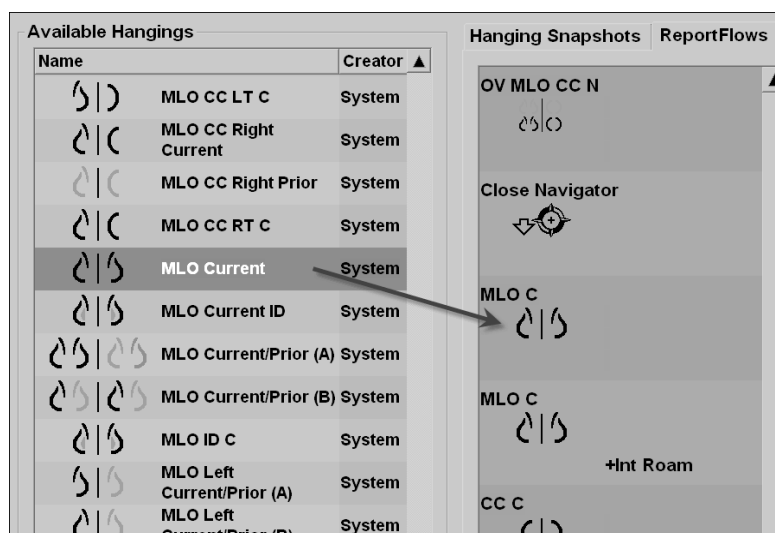 Available Hangings
Hanging Snapshots ReportFlows
Name Creator
MLO CC LT C System
MLO CC Right
Current System
MLO CC Right Prior System
MLO CC RT C System
MLO Current System
MLO Current ID System
MLO Current/Prior (A) System
MLO Current/Prior (B) System
MLO ID C System
MLO Left
Current/Prior (A) System
MLO Left
Current/Prior (B) System
OV MLO CC N
Close Navigator
MLO C
MLO C
+Int Roam
CC C